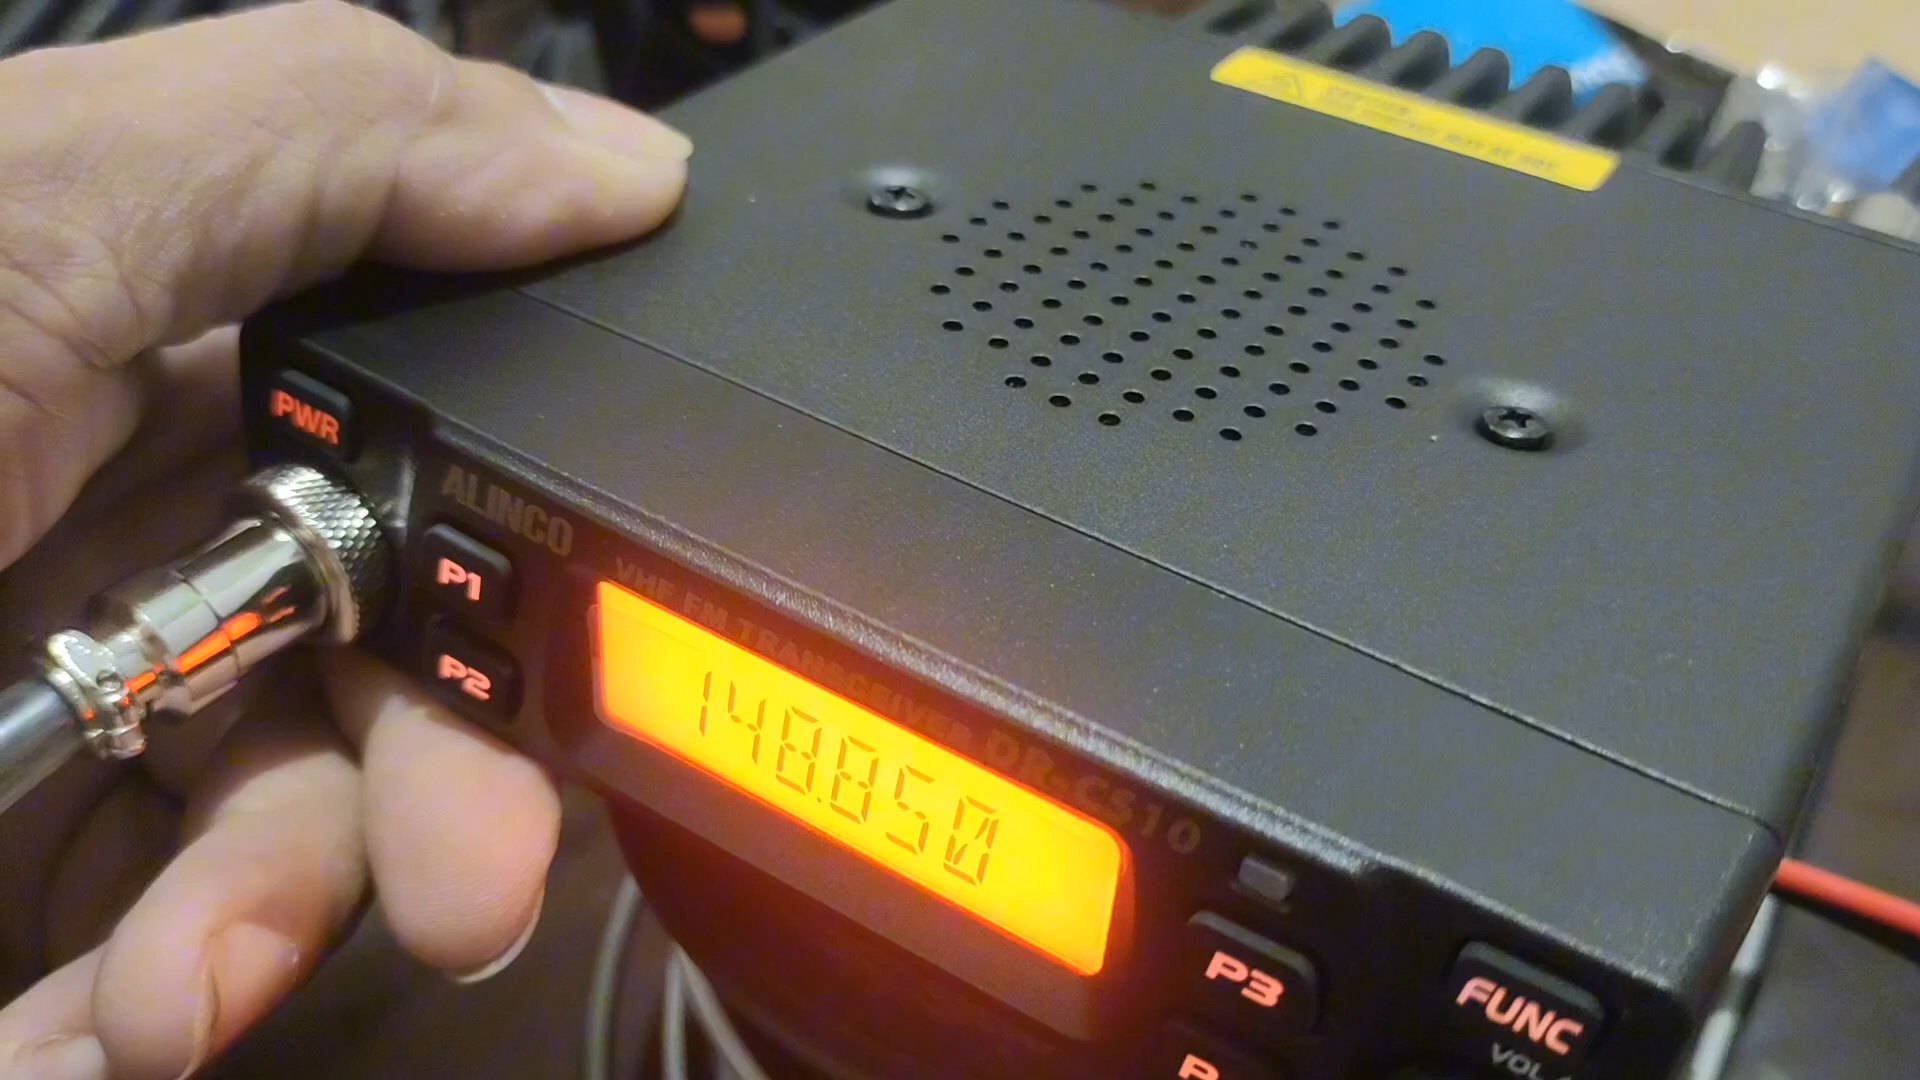 PWR
ALINCO
P1
P2
VHF FM TRANSCEIVER DR-CS10
148.850
P3
FUNC
VOL